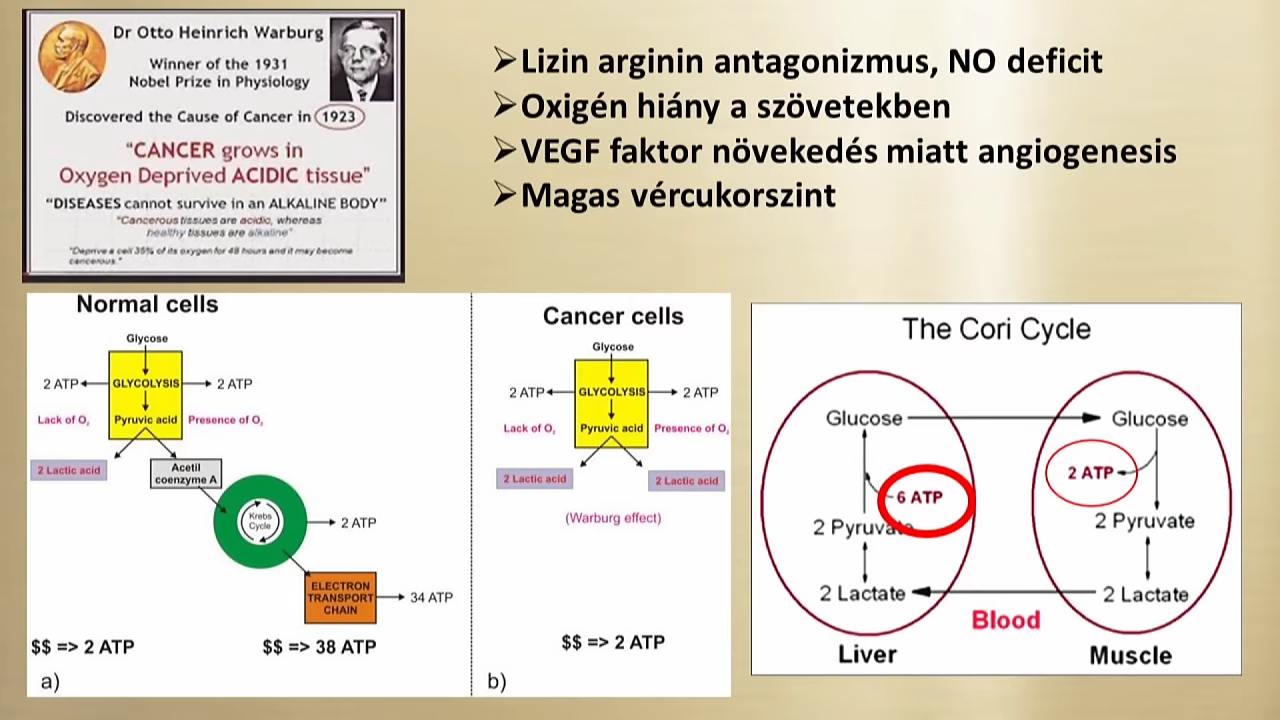 Dr Otto Heinrich Warburg
Winner of the 1931
Nobel Prize in Physiology
Discovered the Cause of Cancer in 1923
"CANCER grows in
Oxygen Deprived ACIDIC tissue"
"DISEASES cannot survive in an ALKALINE BODY"
"Cancerous tissues are acidic, whereas
healthy tissues are alkaline"
"Deprive a cell 35% of its oxygen for 48 hours and it may become
cancerous."
➢Lizin arginin antagonizmus, NO deficit
➢Oxigén hiány a szövetekben
➢VEGF faktor növekedés miatt angiogenesis
➢Magas vércukorszint
Normal cells
Glycose
2 ATP GLYCOLYSIS 2 ATP
Lack of O₂ Pyruvic acid Presence of O₂
2 Lactic acid
Acetil
coenzyme A
Krebs
Cycle
2 ATP
ELECTRON
TRANSPORT
CHAIN
34 ATP
$$ => 2 ATP
$$ => 38 ATP
a)
Cancer cells
Glycose
2 ATP GLYCOLYSIS 2 ATP
Lack of O₂ Pyruvic acid Presence of O₂
2 Lactic acid 2 Lactic acid
(Warburg effect)
$$ => 2 ATP
b)
The Cori Cycle
Glucose Glucose
6 ATP 2 ATP
2 Pyruvate 2 Pyruvate
2 Lactate 2 Lactate
Blood
Liver Muscle